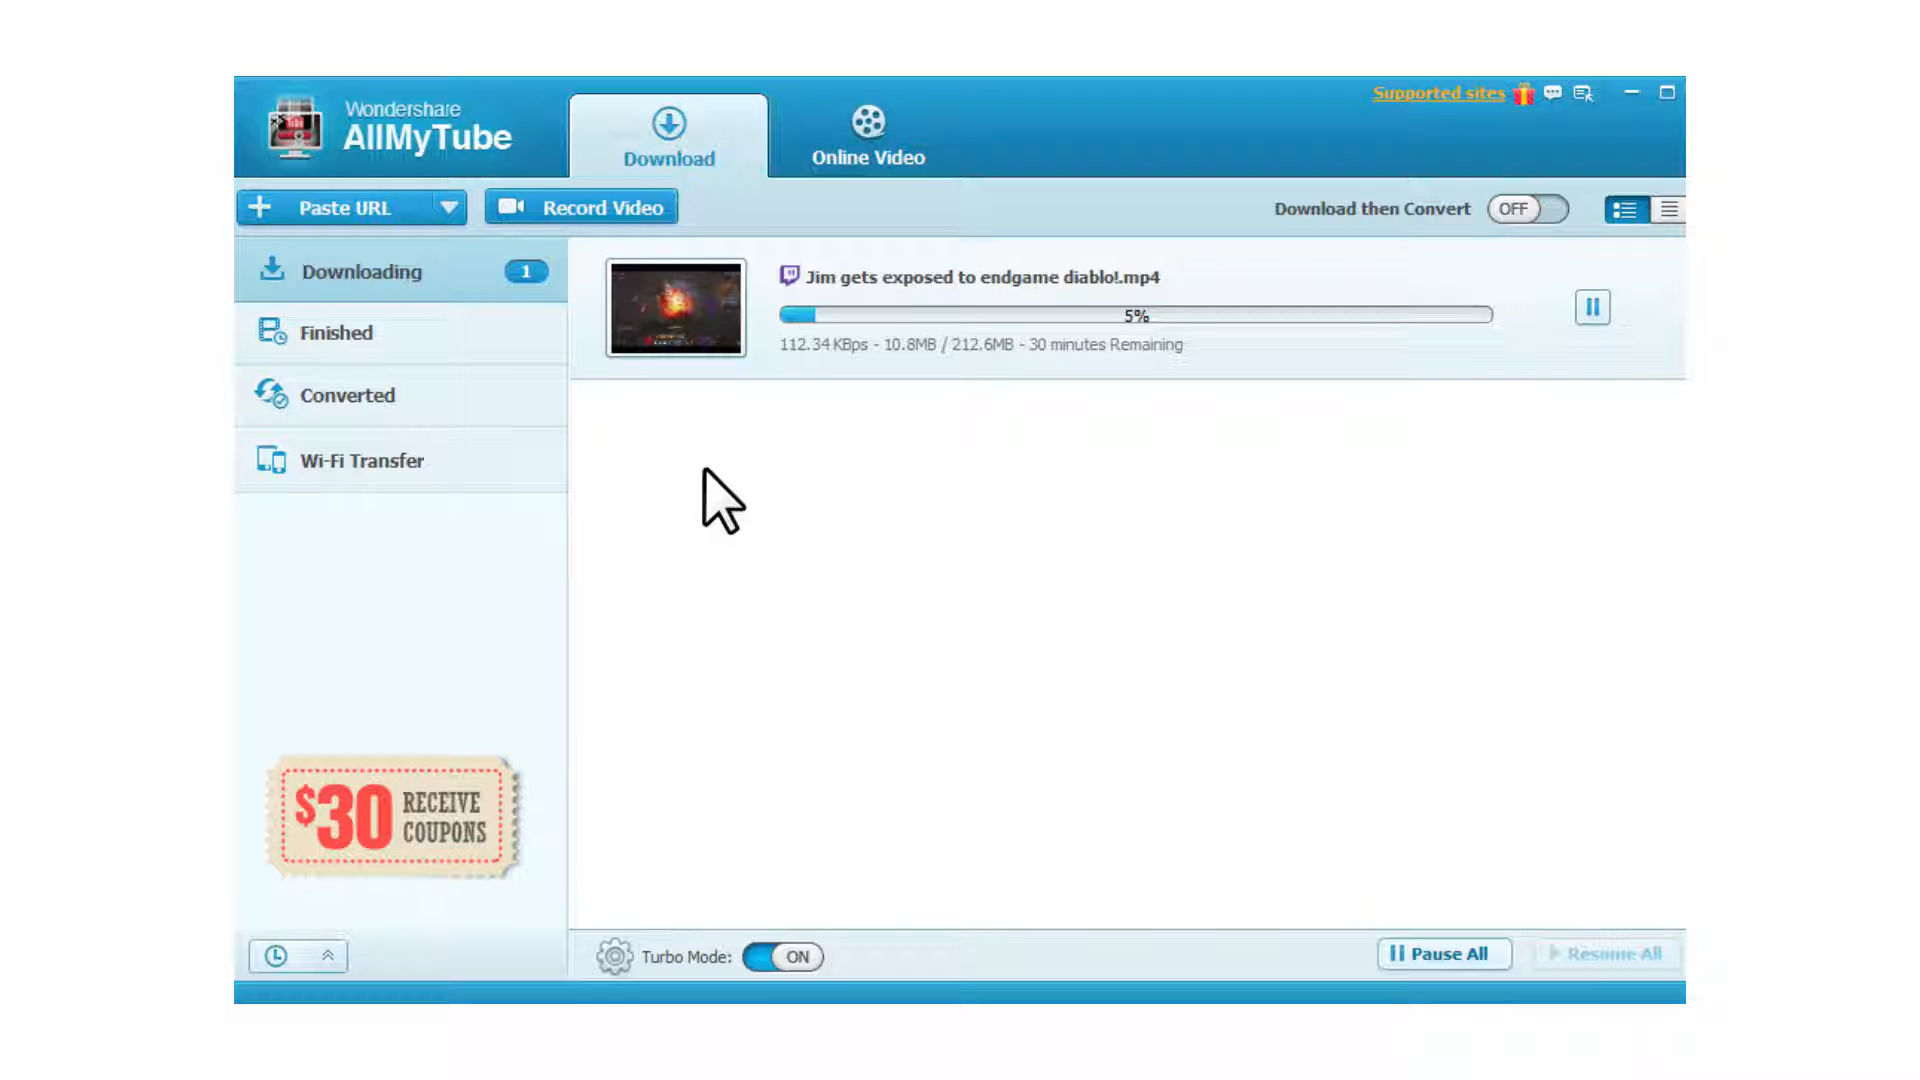 Wondershare
AllMyTube
Download
Online Video
Supported sites
Paste URL
Record Video
Download then Convert
OFF
Downloading
1
Jim gets exposed to endgame diablo!.mp4
5%
112.34 KBps - 10.8MB / 212.6MB - 30 minutes Remaining
Finished
Converted
Wi-Fi Transfer
$30 RECEIVE
COUPONS
Turbo Mode:
ON
Pause All
Resume All